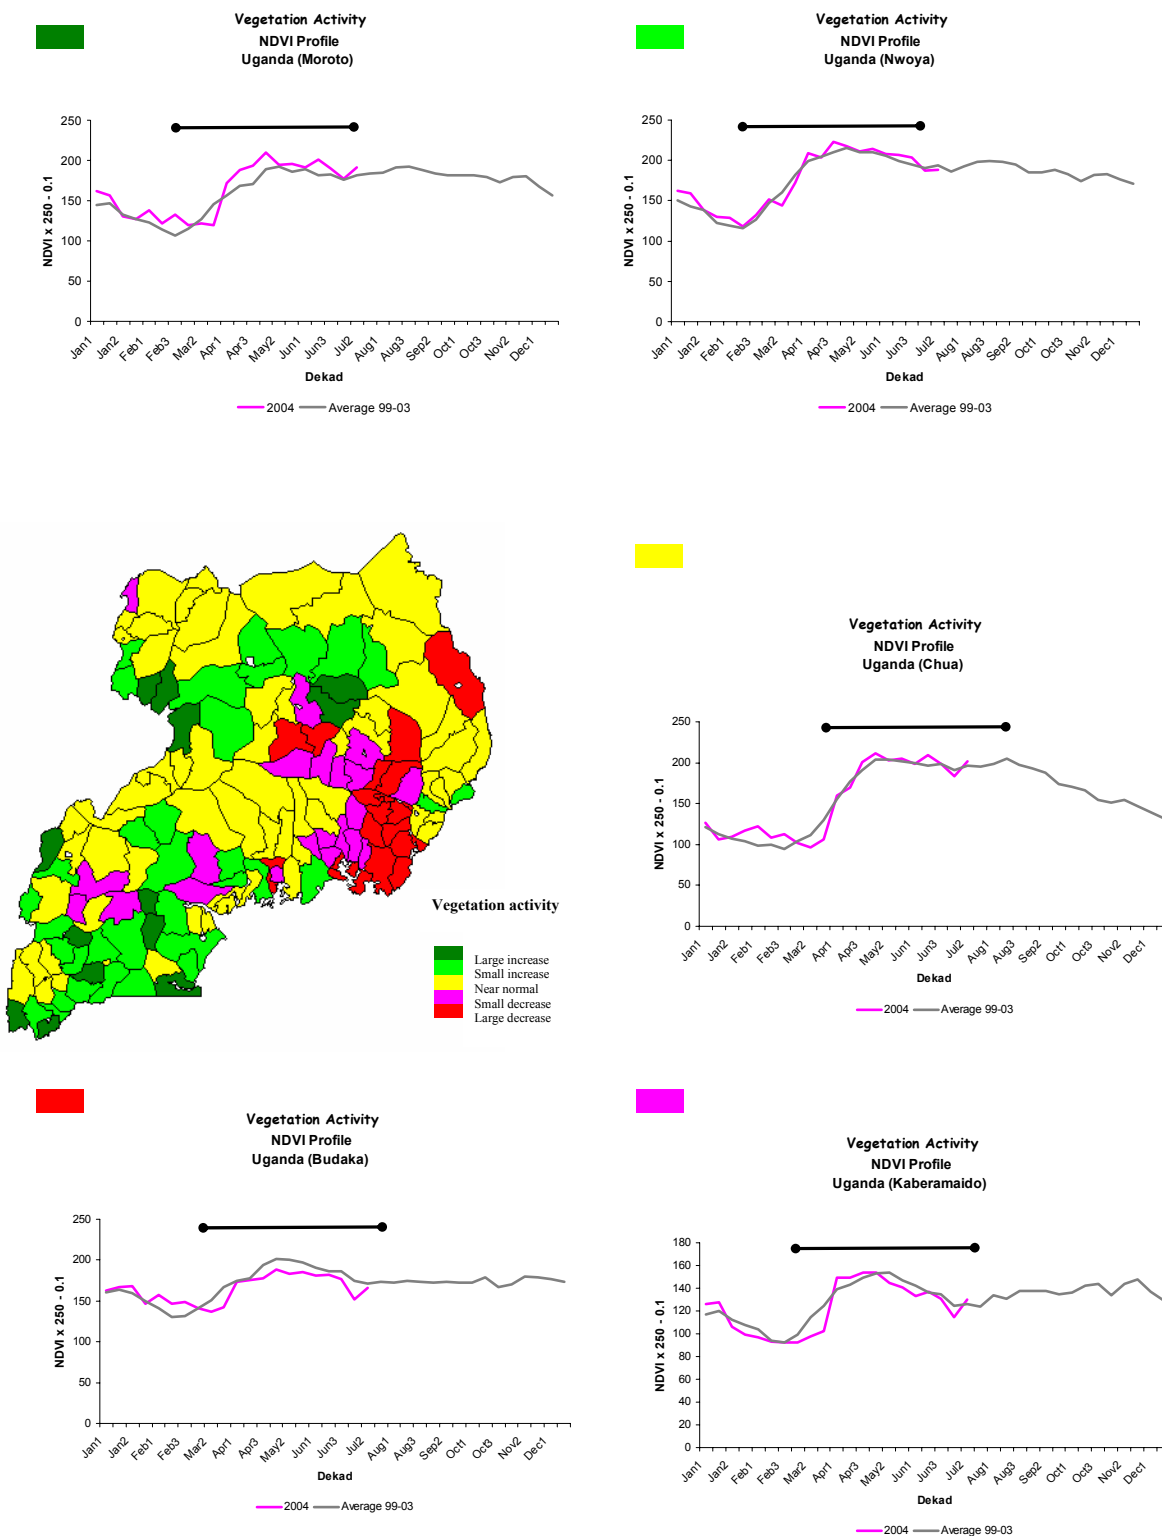 Vegetation Activity
NDVI Profile
Uganda (Moroto)
NDVI x 250 - 0.1
250
200
150
100
50
0
Jan1 Jan2 Feb1 Feb3 Mar2 Apr1 Apr3 May2 Jun1 Jun3 Jul2 Aug1 Aug3 Sep2 Oct1 Oct3 Nov2 Dec1
Dekad
2004 Average 99-03
Vegetation Activity
NDVI Profile
Uganda (Nwoya)
NDVI x 250 - 0.1
250
200
150
100
50
0
Jan1 Jan2 Feb1 Feb3 Mar2 Apr1 Apr3 May2 Jun1 Jun3 Jul2 Aug1 Aug3 Sep2 Oct1 Oct3 Nov2 Dec1
Dekad
2004 Average 99-03
Vegetation activity
Large increase
Small increase
Near normal
Small decrease
Large decrease
Vegetation Activity
NDVI Profile
Uganda (Chua)
NDVI x 250 - 0.1
250
200
150
100
50
0
Jan1 Jan2 Feb1 Feb3 Mar2 Apr1 Apr3 May2 Jun1 Jun3 Jul2 Aug1 Aug3 Sep2 Oct1 Oct3 Nov2 Dec1
Dekad
2004 Average 99-03
Vegetation Activity
NDVI Profile
Uganda (Budaka)
NDVI x 250 - 0.1
250
200
150
100
50
0
Jan1 Jan2 Feb1 Feb3 Mar2 Apr1 Apr3 May2 Jun1 Jun3 Jul2 Aug1 Aug3 Sep2 Oct1 Oct3 Nov2 Dec1
Dekad
2004 Average 99-03
Vegetation Activity
NDVI Profile
Uganda (Kaberamaido)
NDVI x 250 - 0.1
180
160
140
120
100
80
60
40
20
0
Jan1 Jan2 Feb1 Feb3 Mar2 Apr1 Apr3 May2 Jun1 Jun3 Jul2 Aug1 Aug3 Sep2 Oct1 Oct3 Nov2 Dec1
Dekad
2004 Average 99-03